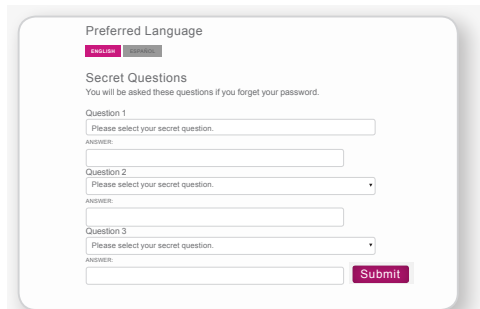 Preferred Language
ENGLISH ESPAÑOL
Secret Questions
You will be asked these questions if you forget your password.
Question 1
Please select your secret question.
ANSWER:
Question 2
Please select your secret question.
ANSWER:
Question 3
Please select your secret question.
ANSWER:
Submit